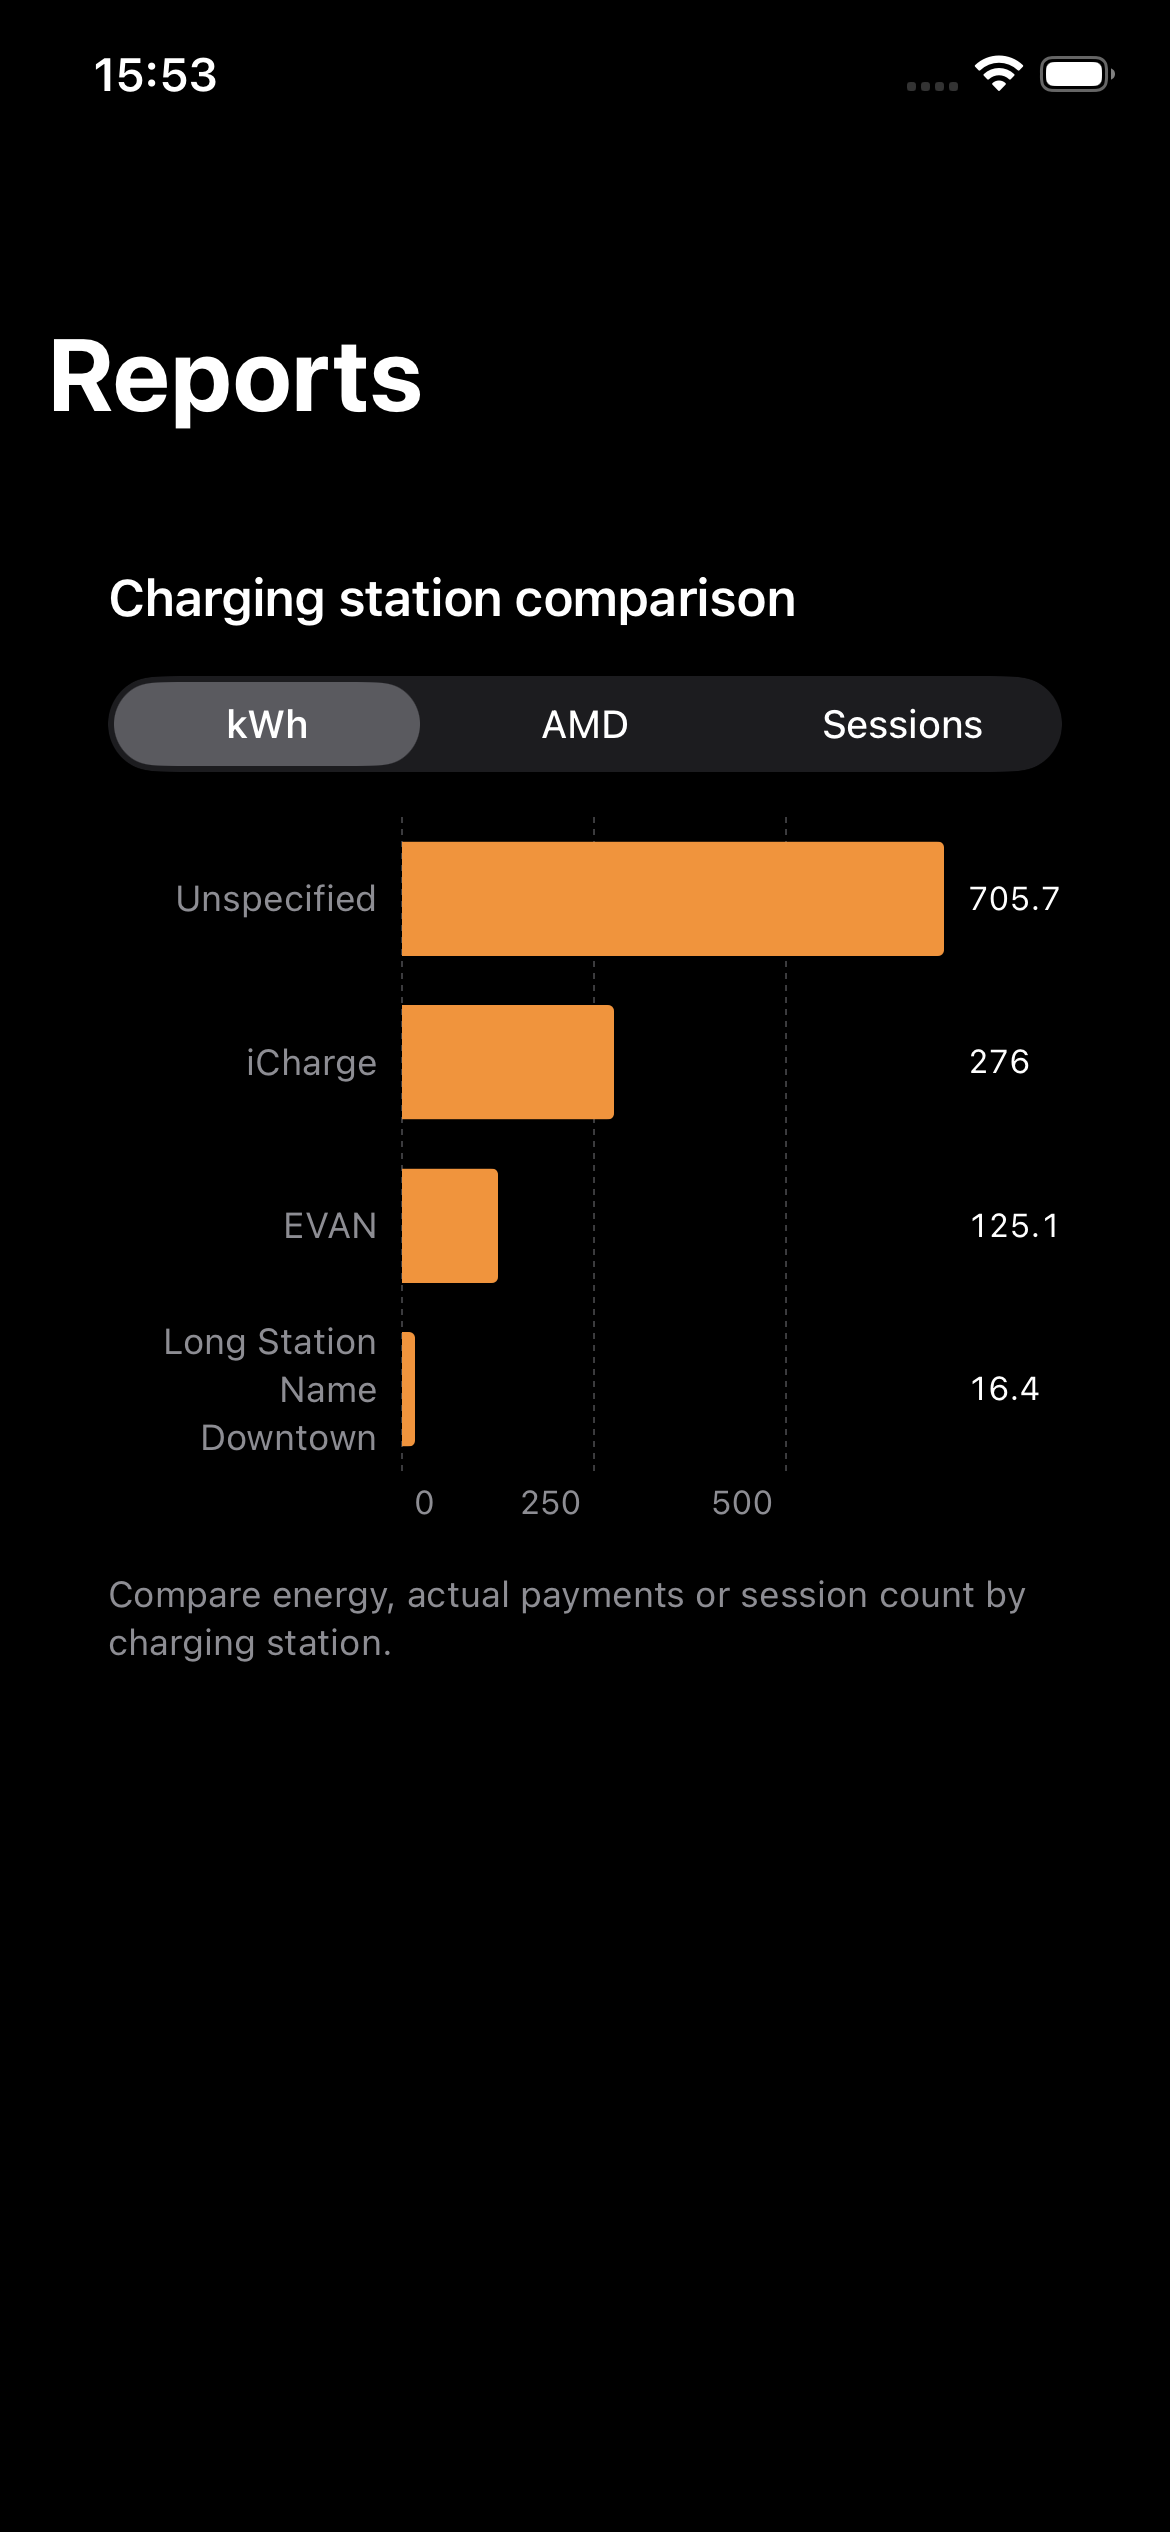 15:53
Reports
Charging station comparison
kWh
AMD
Sessions
Unspecified
705.7
iCharge
276
EVAN
125.1
Long Station
Name
Downtown
16.4
0
250
500
Compare energy, actual payments or session count by
charging station.